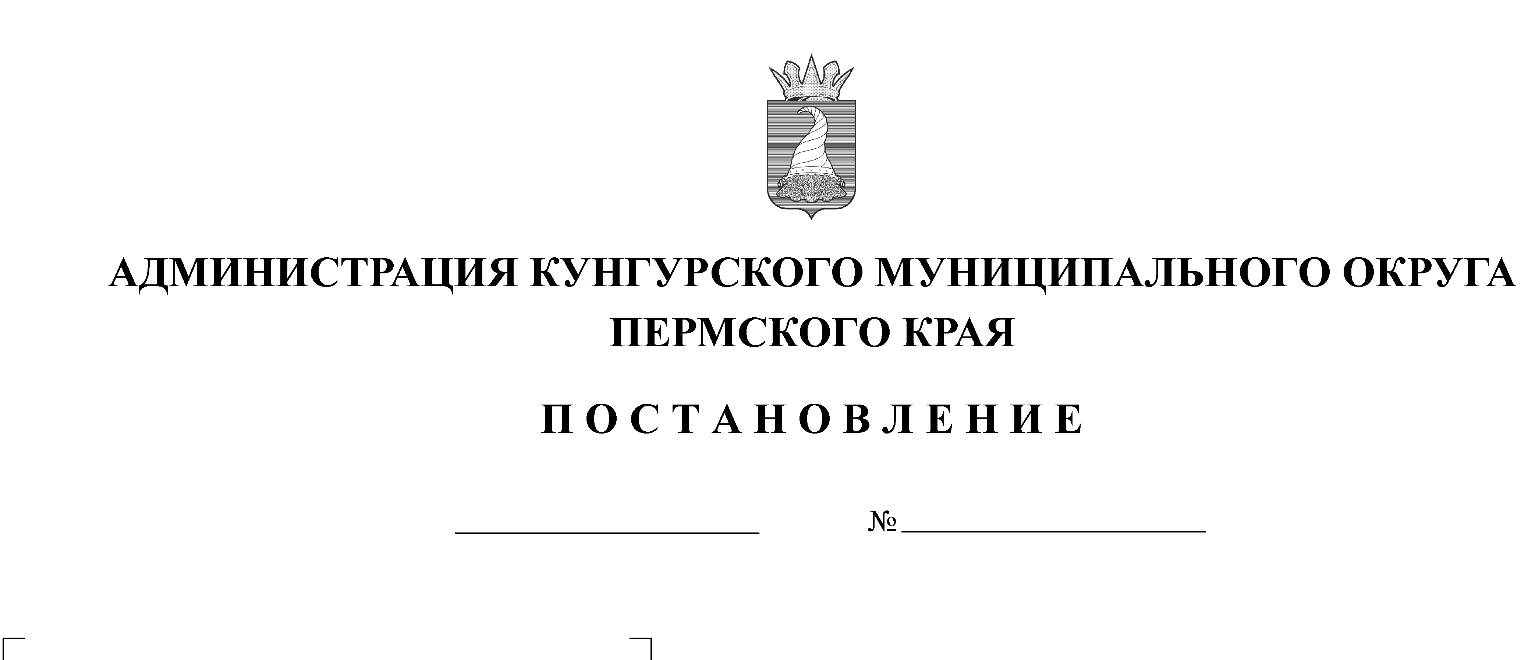 АДМИНИСТРАЦИЯ КУНГУРСКОГО МУНИЦИПАЛЬНОГО ОКРУГА
ПЕРМСКОГО КРАЯ
П О С Т А Н О В Л Е Н И Е
№